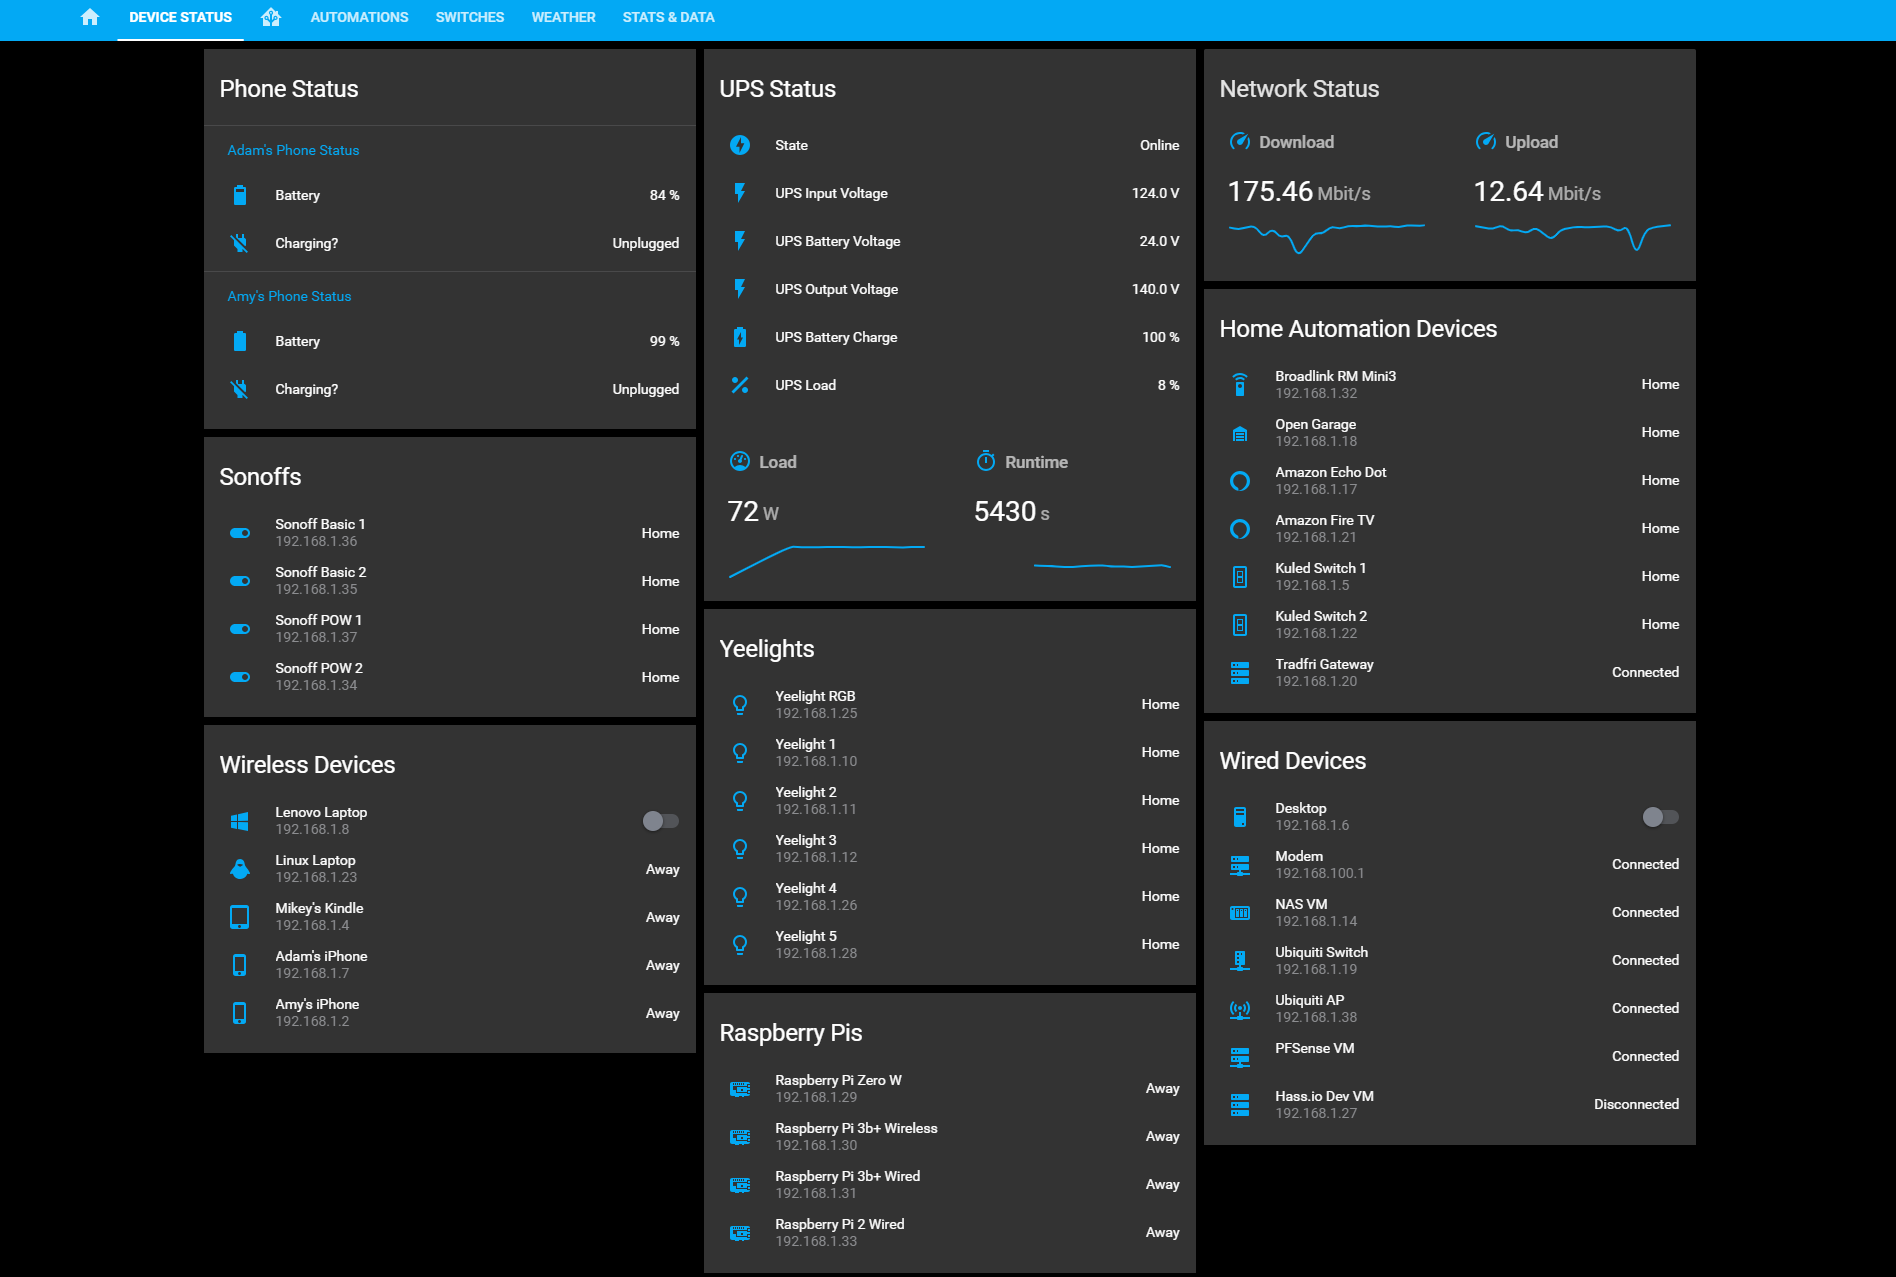 DEVICE STATUS
AUTOMATIONS
SWITCHES
WEATHER
STATS & DATA
Phone Status
Adam's Phone Status
Battery 84 %
Charging? Unplugged
Amy's Phone Status
Battery 99 %
Charging? Unplugged
Sonoffs
Sonoff Basic 1
192.168.1.36
Home
Sonoff Basic 2
192.168.1.35
Home
Sonoff POW 1
192.168.1.37
Home
Sonoff POW 2
192.168.1.34
Home
Wireless Devices
Lenovo Laptop
192.168.1.8
Linux Laptop
192.168.1.23
Away
Mikey's Kindle
192.168.1.4
Away
Adam's iPhone
192.168.1.7
Away
Amy's iPhone
192.168.1.2
Away
UPS Status
State Online
UPS Input Voltage 124.0 V
UPS Battery Voltage 24.0 V
UPS Output Voltage 140.0 V
UPS Battery Charge 100 %
UPS Load 8 %
Load
72 W
Runtime
5430 s
Yeelights
Yeelight RGB
192.168.1.25
Home
Yeelight 1
192.168.1.10
Home
Yeelight 2
192.168.1.11
Home
Yeelight 3
192.168.1.12
Home
Yeelight 4
192.168.1.26
Home
Yeelight 5
192.168.1.28
Home
Raspberry Pis
Raspberry Pi Zero W
192.168.1.29
Away
Raspberry Pi 3b+ Wireless
192.168.1.30
Away
Raspberry Pi 3b+ Wired
192.168.1.31
Away
Raspberry Pi 2 Wired
192.168.1.33
Away
Network Status
Download
175.46 Mbit/s
Upload
12.64 Mbit/s
Home Automation Devices
Broadlink RM Mini3
192.168.1.32
Home
Open Garage
192.168.1.18
Home
Amazon Echo Dot
192.168.1.17
Home
Amazon Fire TV
192.168.1.21
Home
Kuled Switch 1
192.168.1.5
Home
Kuled Switch 2
192.168.1.22
Home
Tradfri Gateway
192.168.1.20
Connected
Wired Devices
Desktop
192.168.1.6
Modem
192.168.100.1
Connected
NAS VM
192.168.1.14
Connected
Ubiquiti Switch
192.168.1.19
Connected
Ubiquiti AP
192.168.1.38
Connected
PFSense VM
Connected
Hass.io Dev VM
192.168.1.27
Disconnected